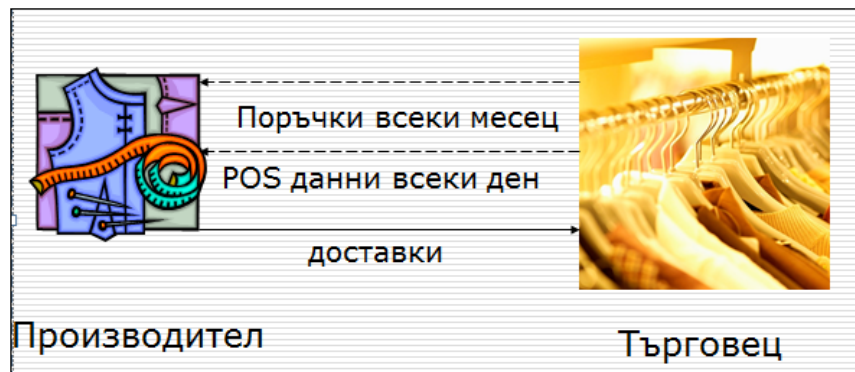 Поръчки всеки месец
POS данни всеки ден
доставки
Производител
Търговец